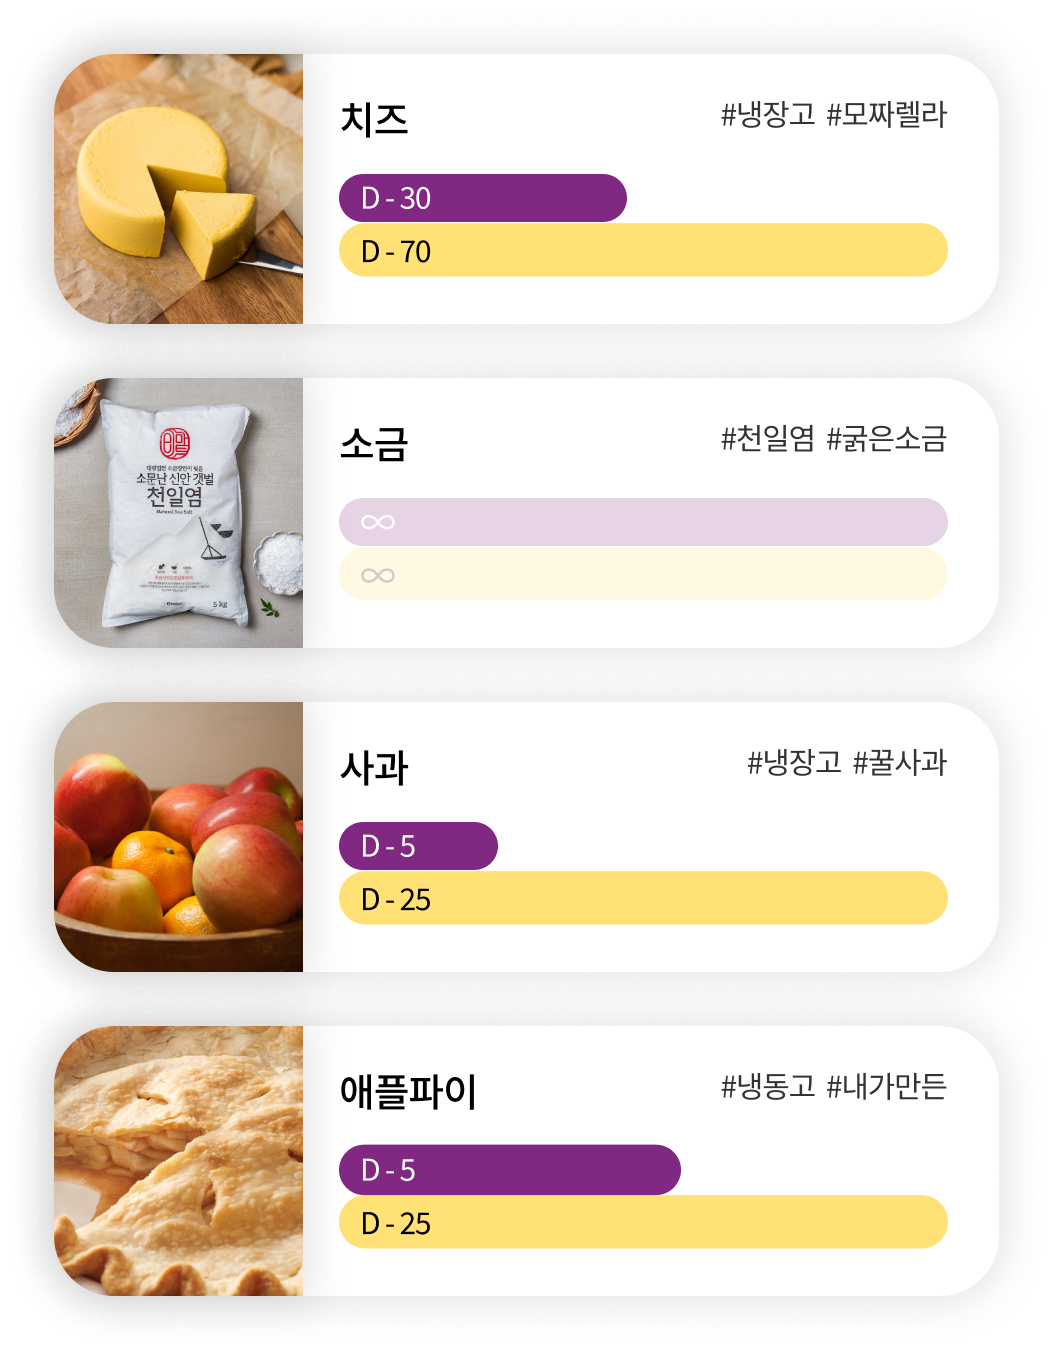 치즈
#냉장고 #모짜렐라
D - 30
D - 70
소금
#천일염 #굵은소금
∞
∞
소문난 신안 갯벌
천일염
Natural Sea Salt
5 kg
사과
#냉장고 #꿀사과
D - 5
D - 25
애플파이
#냉동고 #내가만든
D - 5
D - 25